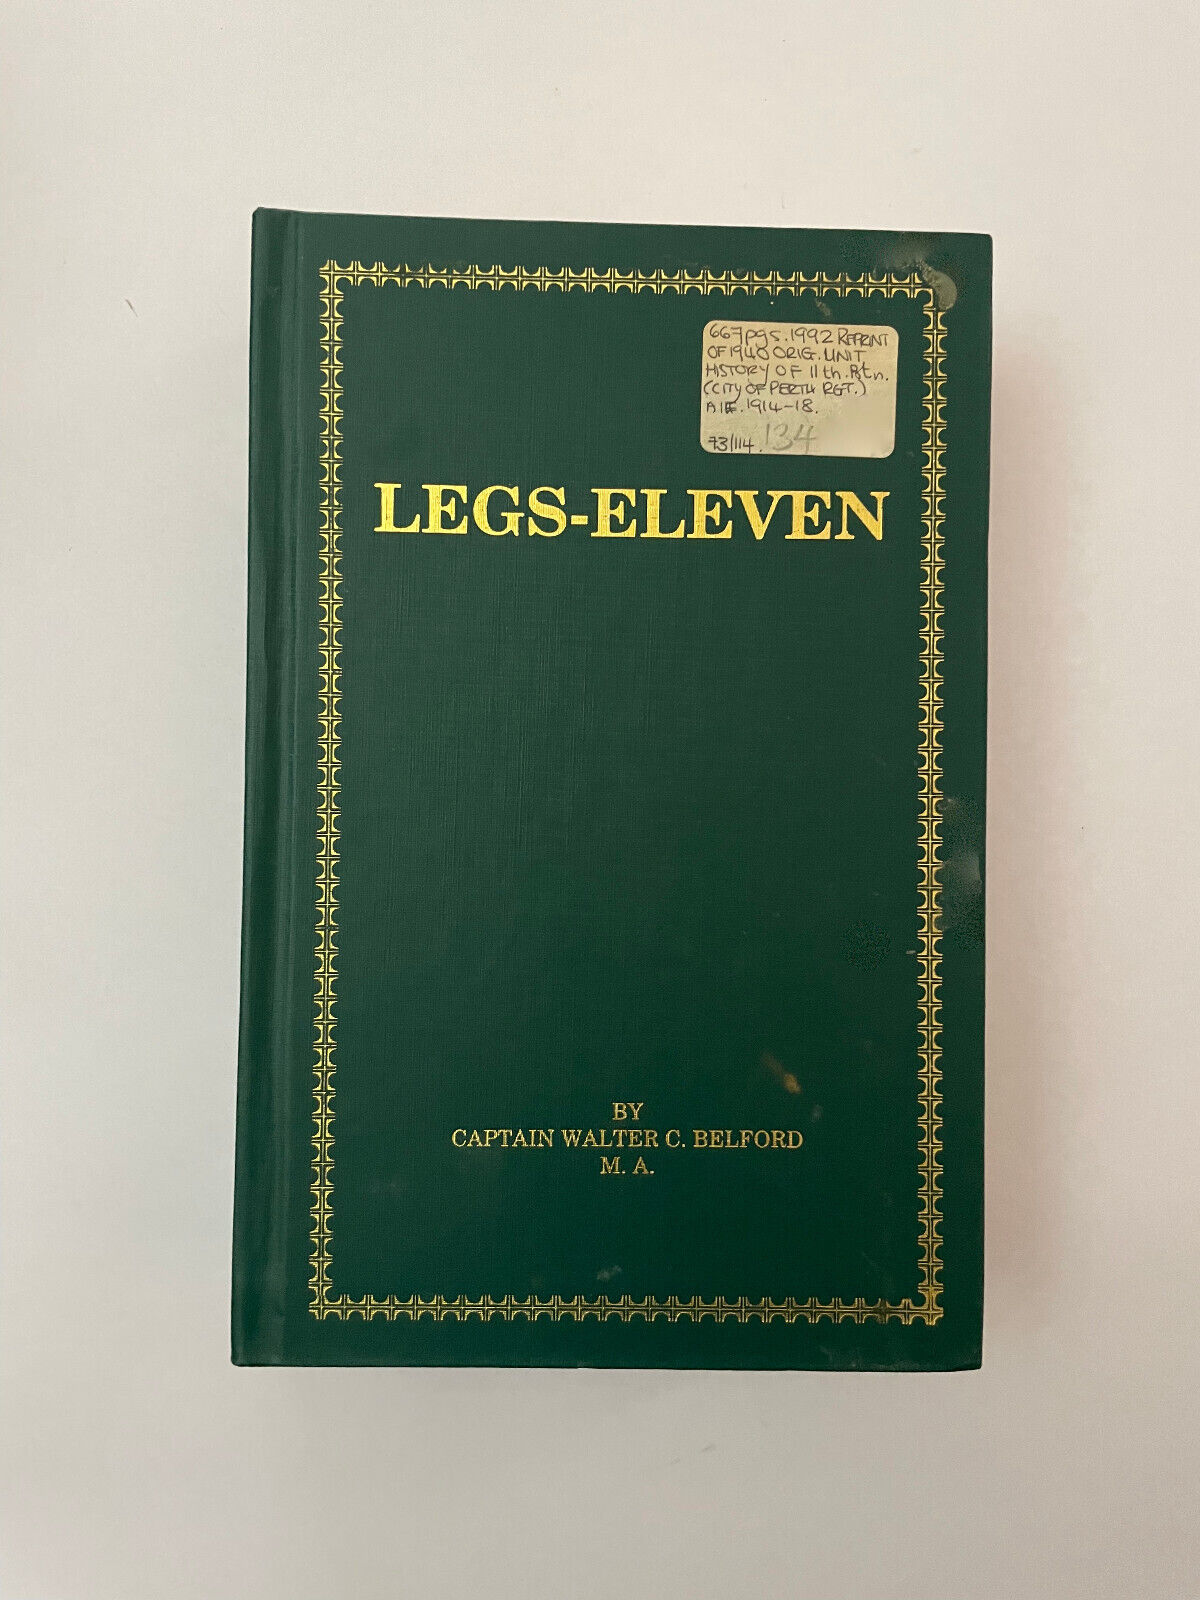 667pgs. 1992 REPRINT
OF 1940 ORIG. UNIT
HISTORY OF 11th. Btn.
(CITY OF PERTH RGT.)
AIF. 1914-18.
73/114. 134
LEGS-ELEVEN
BY
CAPTAIN WALTER C. BELFORD
M. A.